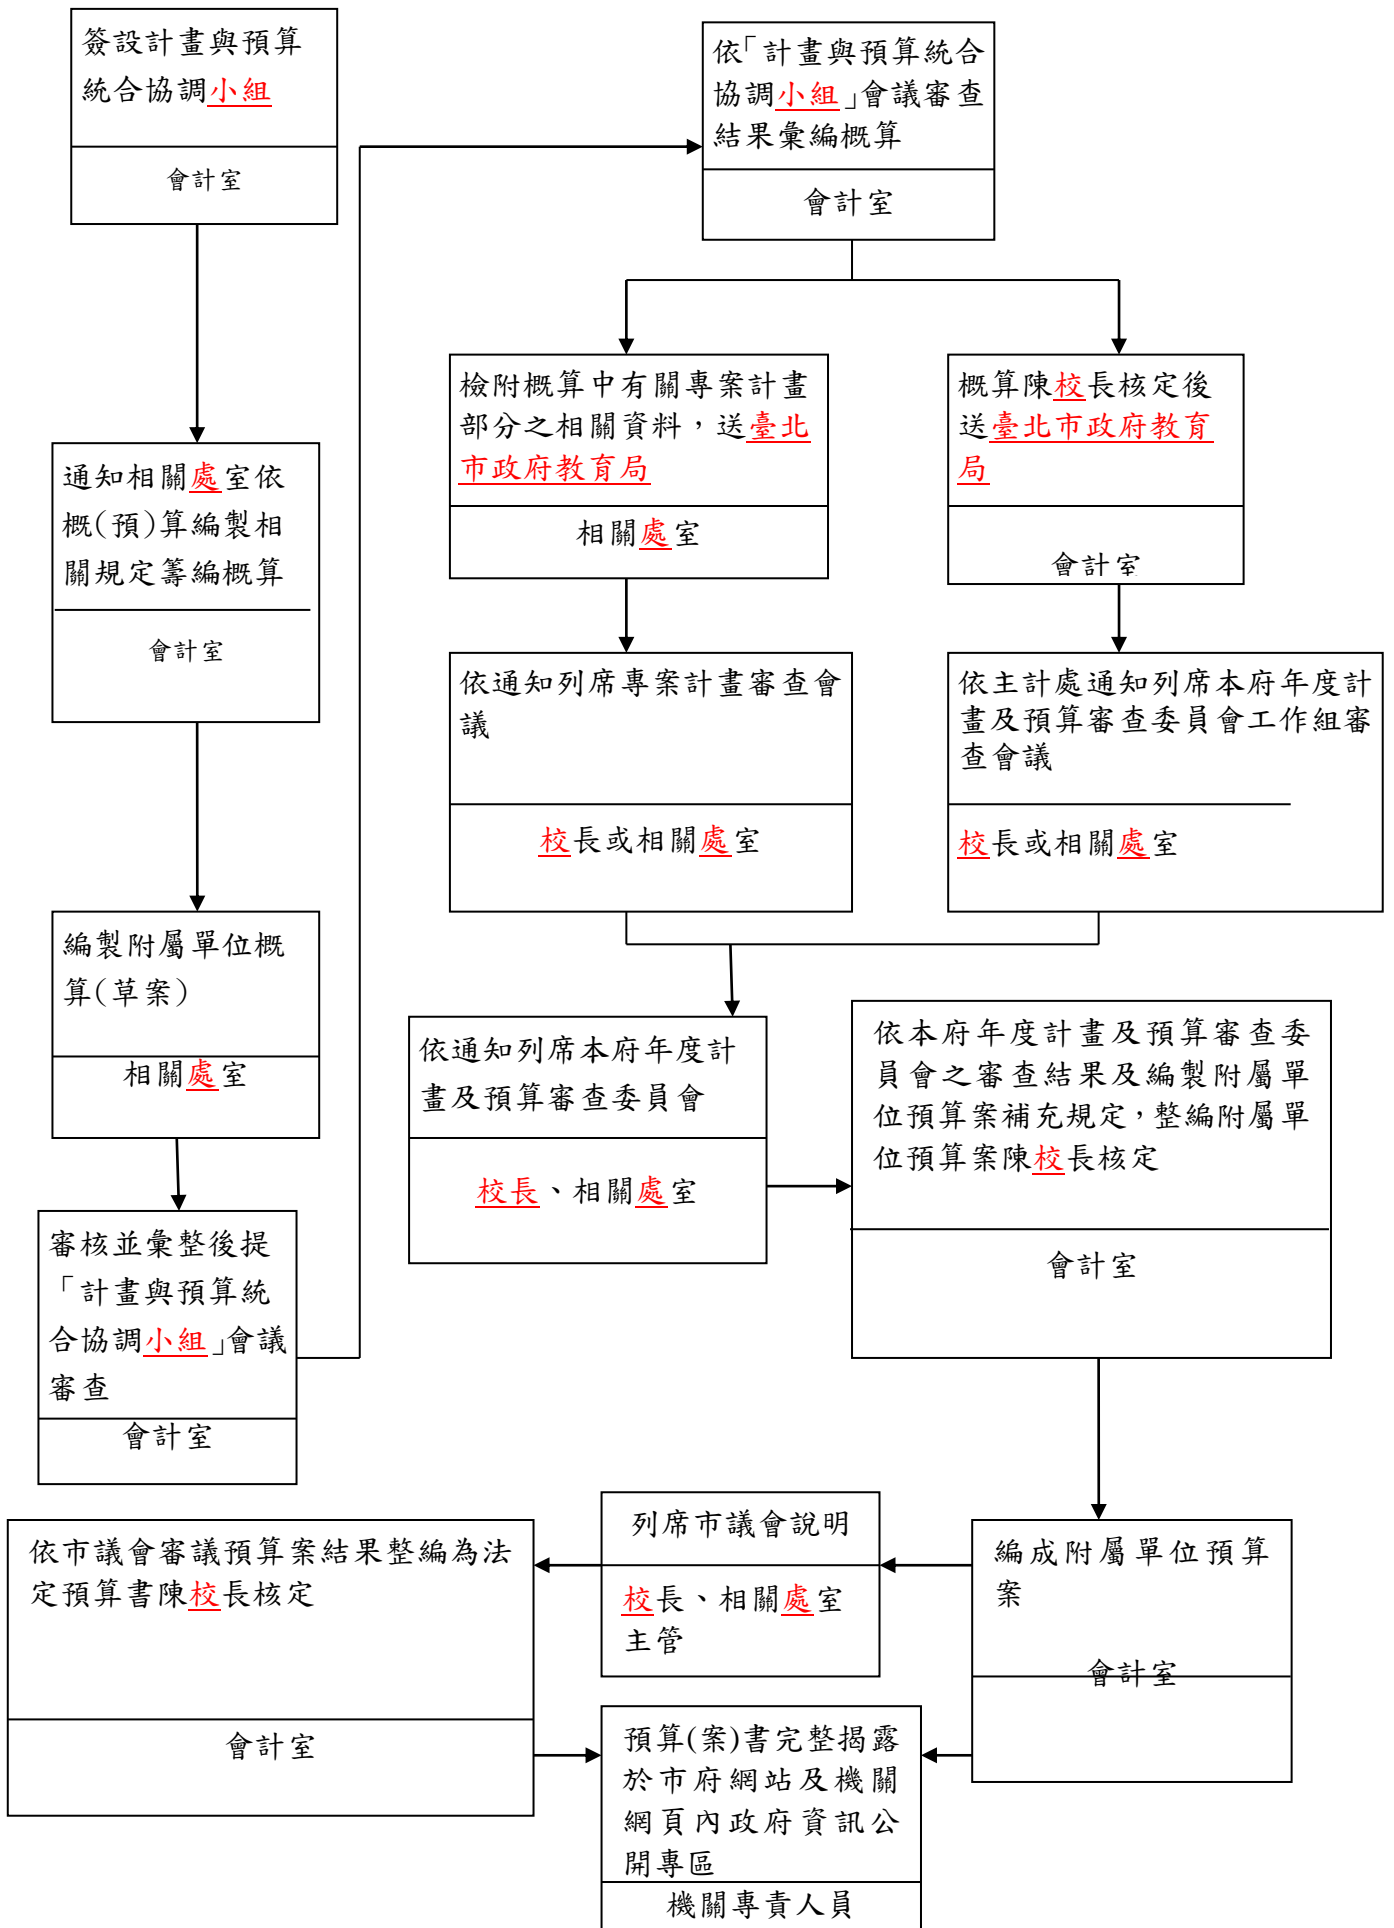 簽設計畫與預算
統合協調小組
會計室
通知相關處室依
概(預)算編製相
關規定籌編概算
會計室
編製附屬單位概
算(草案)
相關處室
審核並彙整後提
「計畫與預算統
合協調小組」會議
審查
會計室
依「計畫與預算統合
協調小組」會議審查
結果彙編概算
會計室
檢附概算中有關專案計畫
部分之相關資料，送臺北
市政府教育局
相關處室
概算陳校長核定後
送臺北市政府教育
局
會計室
依通知列席專案計畫審查會
議
校長或相關處室
依主計處通知列席本府年度計
畫及預算審查委員會工作組審
查會議
校長或相關處室
依通知列席本府年度計
畫及預算審查委員會
校長、相關處室
依本府年度計畫及預算審查委
員會之審查結果及編製附屬單
位預算案補充規定，整編附屬單
位預算案陳校長核定
會計室
編成附屬單位預算
案
會計室
列席市議會說明
校長、相關處室
主管
依市議會審議預算案結果整編為法
定預算書陳校長核定
會計室
預算(案)書完整揭露
於市府網站及機關
網頁內政府資訊公
開專區
機關專責人員